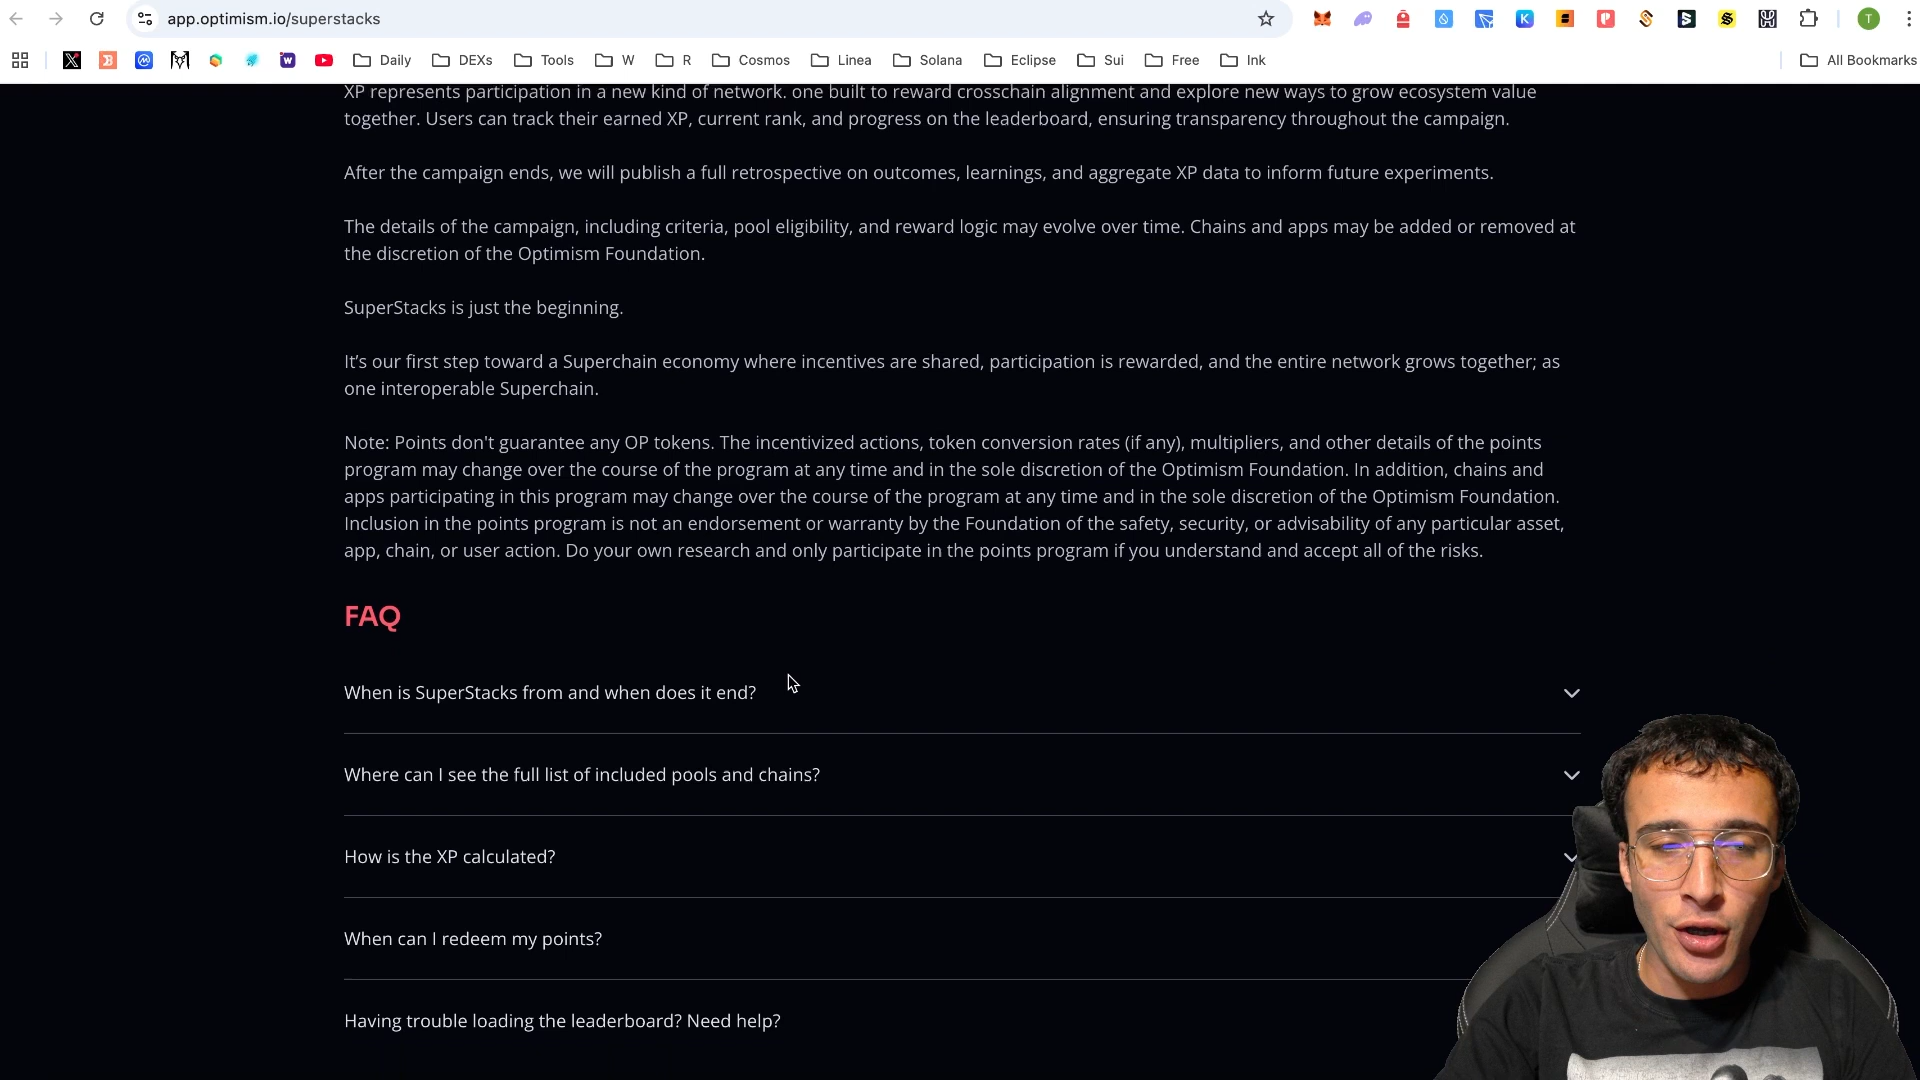 app.optimism.io/superstacks
T
Daily
DEXs
Tools
W
R
Cosmos
Linea
Solana
Eclipse
Sui
Free
Ink
All Bookmarks
XP represents participation in a new kind of network. one built to reward crosschain alignment and explore new ways to grow ecosystem value
together. Users can track their earned XP, current rank, and progress on the leaderboard, ensuring transparency throughout the campaign.
After the campaign ends, we will publish a full retrospective on outcomes, learnings, and aggregate XP data to inform future experiments.
The details of the campaign, including criteria, pool eligibility, and reward logic may evolve over time. Chains and apps may be added or removed at
the discretion of the Optimism Foundation.
SuperStacks is just the beginning.
It’s our first step toward a Superchain economy where incentives are shared, participation is rewarded, and the entire network grows together; as
one interoperable Superchain.
Note: Points don't guarantee any OP tokens. The incentivized actions, token conversion rates (if any), multipliers, and other details of the points
program may change over the course of the program at any time and in the sole discretion of the Optimism Foundation. In addition, chains and
apps participating in this program may change over the course of the program at any time and in the sole discretion of the Optimism Foundation.
Inclusion in the points program is not an endorsement or warranty by the Foundation of the safety, security, or advisability of any particular asset,
app, chain, or user action. Do your own research and only participate in the points program if you understand and accept all of the risks.
FAQ
When is SuperStacks from and when does it end?
Where can I see the full list of included pools and chains?
How is the XP calculated?
When can I redeem my points?
Having trouble loading the leaderboard? Need help?